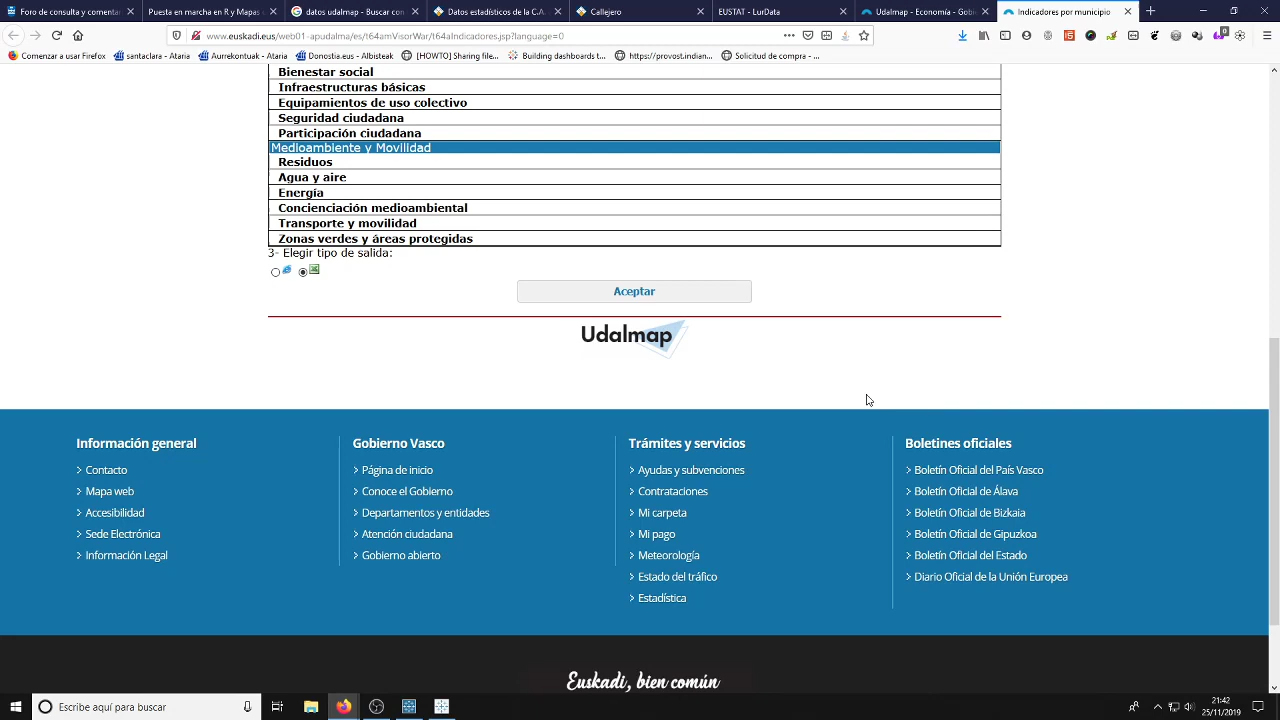 Foro de consulta y comentar
Puesta en marcha en R y Mapas c
datos udalmap - Buscar con
Datos estadísticos de la C.A.
Callejero
EUSTAT - LurData
Udalmap - Economía - Gobi
Indicadores por municipio
www.euskadi.eus/web01-apudalma/es/t64amVisorWar/t64aIndicadores.jsp?language=0
Comenzar a usar Firefox
santaclara - Ataria
Aurrekontuak - Ataria
Donostia.eus - Albisteak
[HOWTO] Sharing file...
Building dashboards t...
https://provost.indian...
Solicitud de compra - ...
Bienestar social
Infraestructuras básicas
Equipamientos de uso colectivo
Seguridad ciudadana
Participación ciudadana
Medioambiente y Movilidad
Residuos
Agua y aire
Energía
Concienciación medioambiental
Transporte y movilidad
Zonas verdes y áreas protegidas
3- Elegir tipo de salida:
Aceptar
Udalmap
Información general
Contacto
Mapa web
Accesibilidad
Sede Electrónica
Información Legal
Gobierno Vasco
Página de inicio
Conoce el Gobierno
Departamentos y entidades
Atención ciudadana
Gobierno abierto
Trámites y servicios
Ayudas y subvenciones
Contrataciones
Mi carpeta
Mi pago
Meteorología
Estado del tráfico
Estadística
Boletines oficiales
Boletín Oficial del País Vasco
Boletín Oficial de Álava
Boletín Oficial de Bizkaia
Boletín Oficial de Gipuzkoa
Boletín Oficial del Estado
Diario Oficial de la Unión Europea
Euskadi, bien común
Escribe aquí para buscar
21:42
25/11/2019